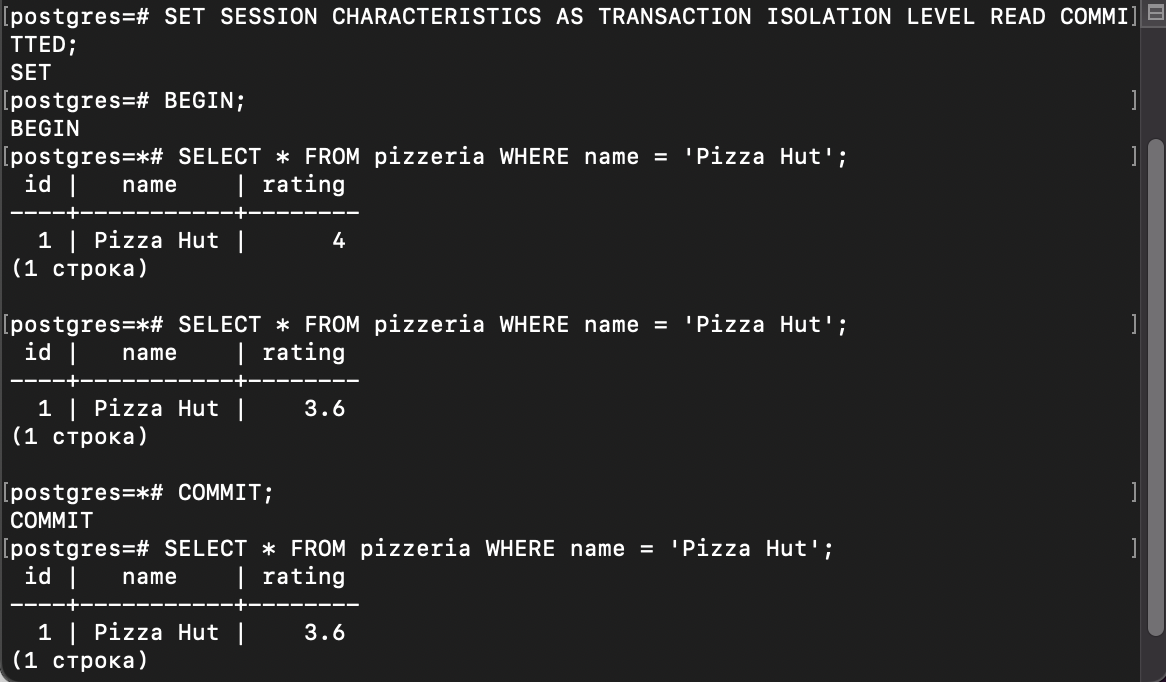 [postgres=# SET SESSION CHARACTERISTICS AS TRANSACTION ISOLATION LEVEL READ COMMI]
TTED;
SET
[postgres=# BEGIN;                                                               ]
BEGIN
[postgres=*# SELECT * FROM pizzeria WHERE name = 'Pizza Hut';                    ]
 id |   name    | rating
----+-----------+--------
  1 | Pizza Hut |      4
(1 строка)

[postgres=*# SELECT * FROM pizzeria WHERE name = 'Pizza Hut';                    ]
 id |   name    | rating
----+-----------+--------
  1 | Pizza Hut |    3.6
(1 строка)

[postgres=*# COMMIT;                                                             ]
COMMIT
[postgres=# SELECT * FROM pizzeria WHERE name = 'Pizza Hut';                     ]
 id |   name    | rating
----+-----------+--------
  1 | Pizza Hut |    3.6
(1 строка)